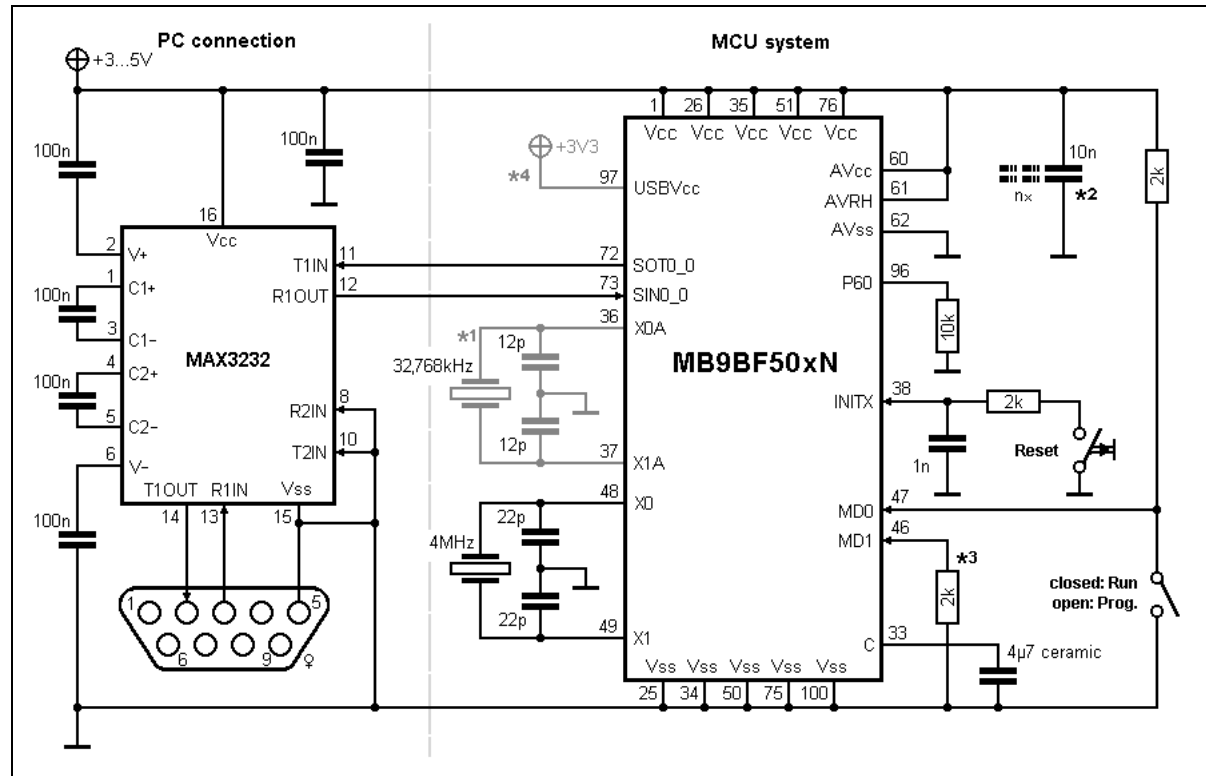 PC connection
MCU system
+3...5V
1 26 35 51 76
Vcc Vcc Vcc Vcc Vcc
100n
100n
100n
+3V3
*4
97
USBVcc
AVcc
60
AVRH
61
AVss
62
10n
*2
nx
2k
16
Vcc
2
V+
T1IN
11
72
SOT0_0
R1OUT
12
73
SIN0_0
P60
96
10k
1
C1+
100n
3
C1−
MAX3232
4
C2+
100n
5
C2−
6
V−
R2IN
8
T2IN
10
*1
32,768kHz
12p
12p
36
X0A
37
X1A
MB9BF50xN
INITX
38
2k
Reset
1n
T1OUT R1IN Vss
14 13 15
100n
4MHz
22p
22p
48
X0
49
X1
MD0
47
MD1
46
*3
2k
closed: Run
open: Prog.
C
33
4µ7 ceramic
1
5
6
9
♀
Vss Vss Vss Vss Vss
25 34 50 75 100